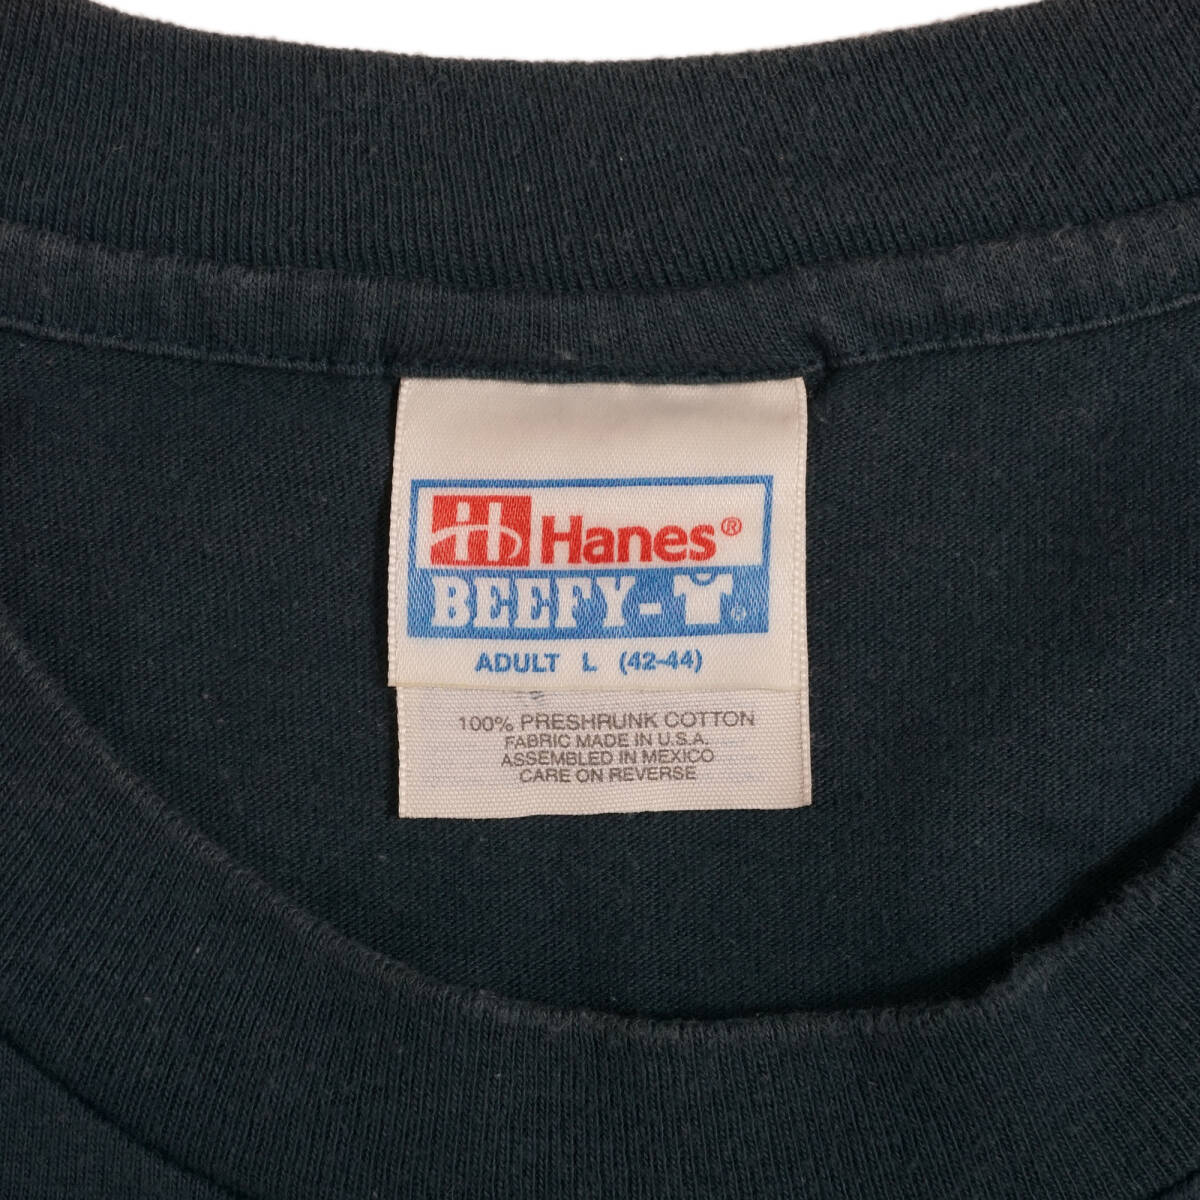 Hanes®
BEEFY-T®
ADULT L (42-44)
100% PRESHRUNK COTTON
FABRIC MADE IN U.S.A.
ASSEMBLED IN MEXICO
CARE ON REVERSE